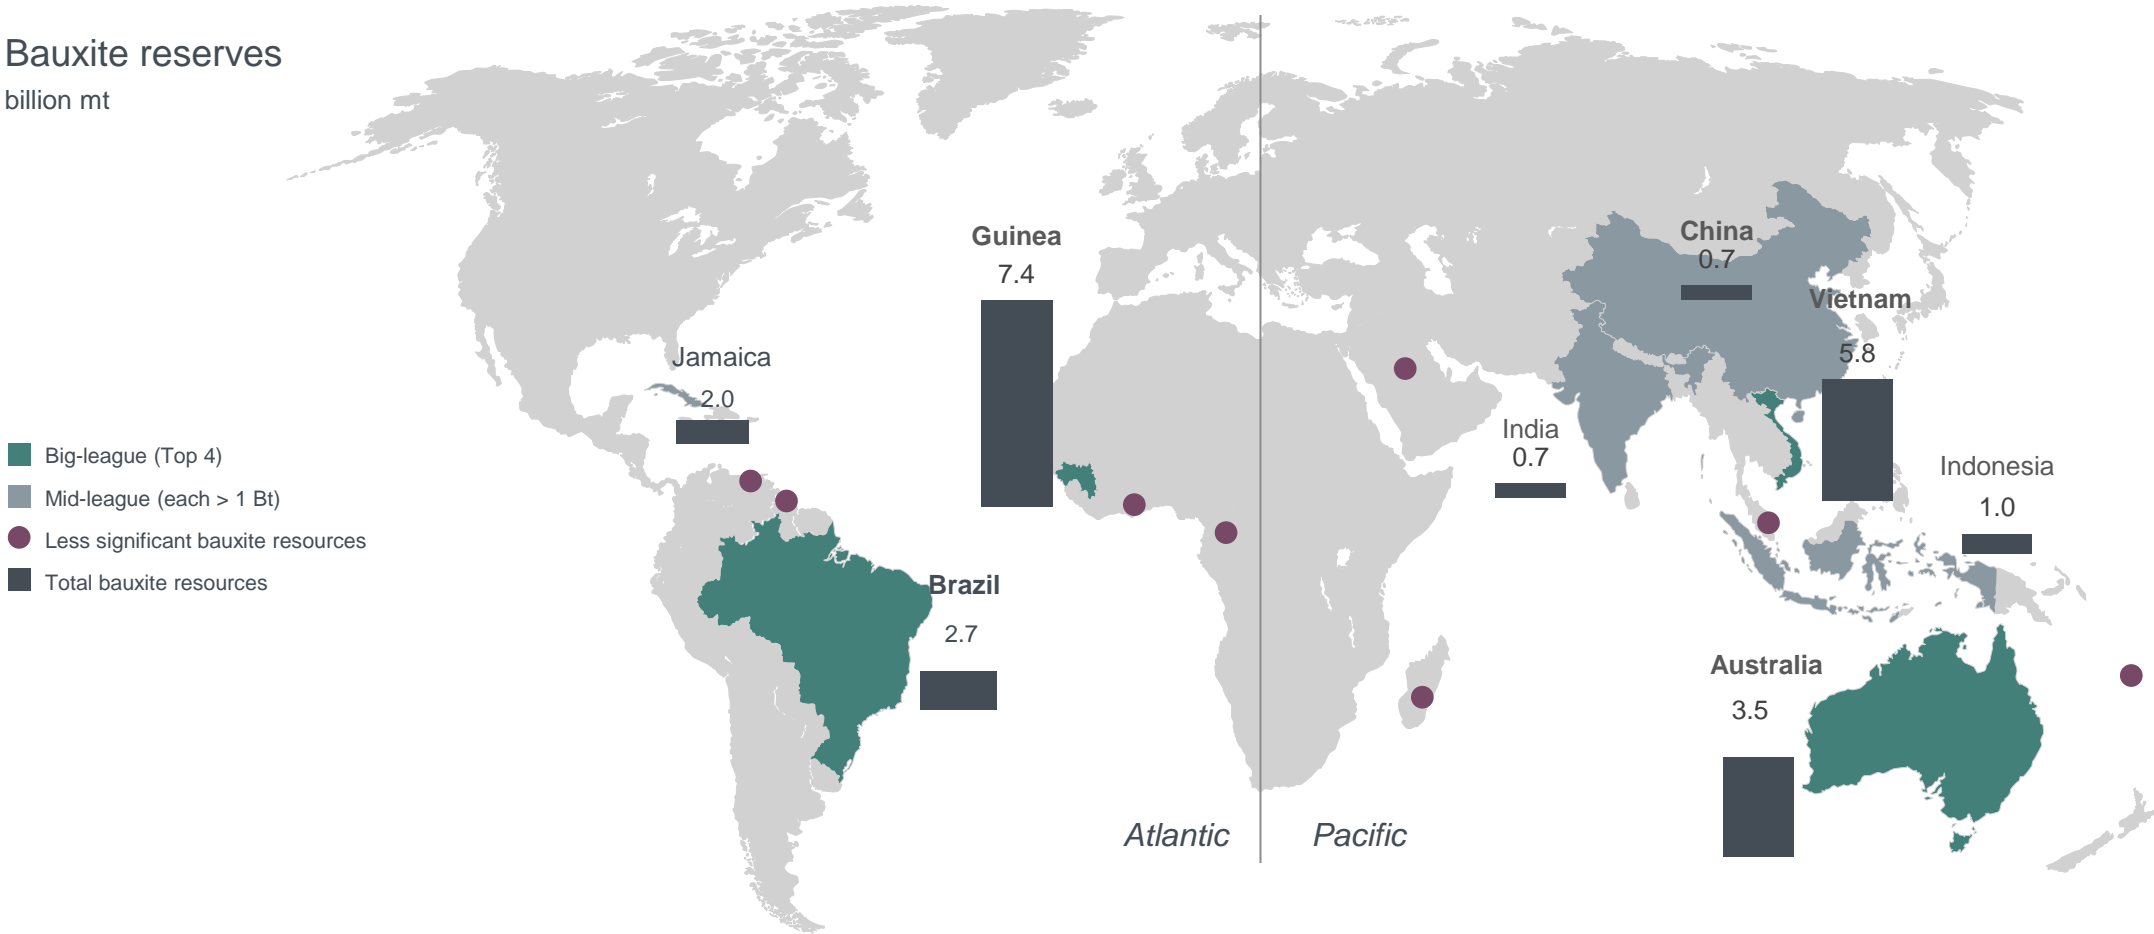 Bauxite reserves
billion mt
Guinea
7.4
China
0.7
Vietnam
5.8
Jamaica
2.0
India
0.7
Indonesia
1.0
Big-league (Top 4)
Mid-league (each > 1 Bt)
Less significant bauxite resources
Total bauxite resources
Brazil
2.7
Australia
3.5
Atlantic
Pacific